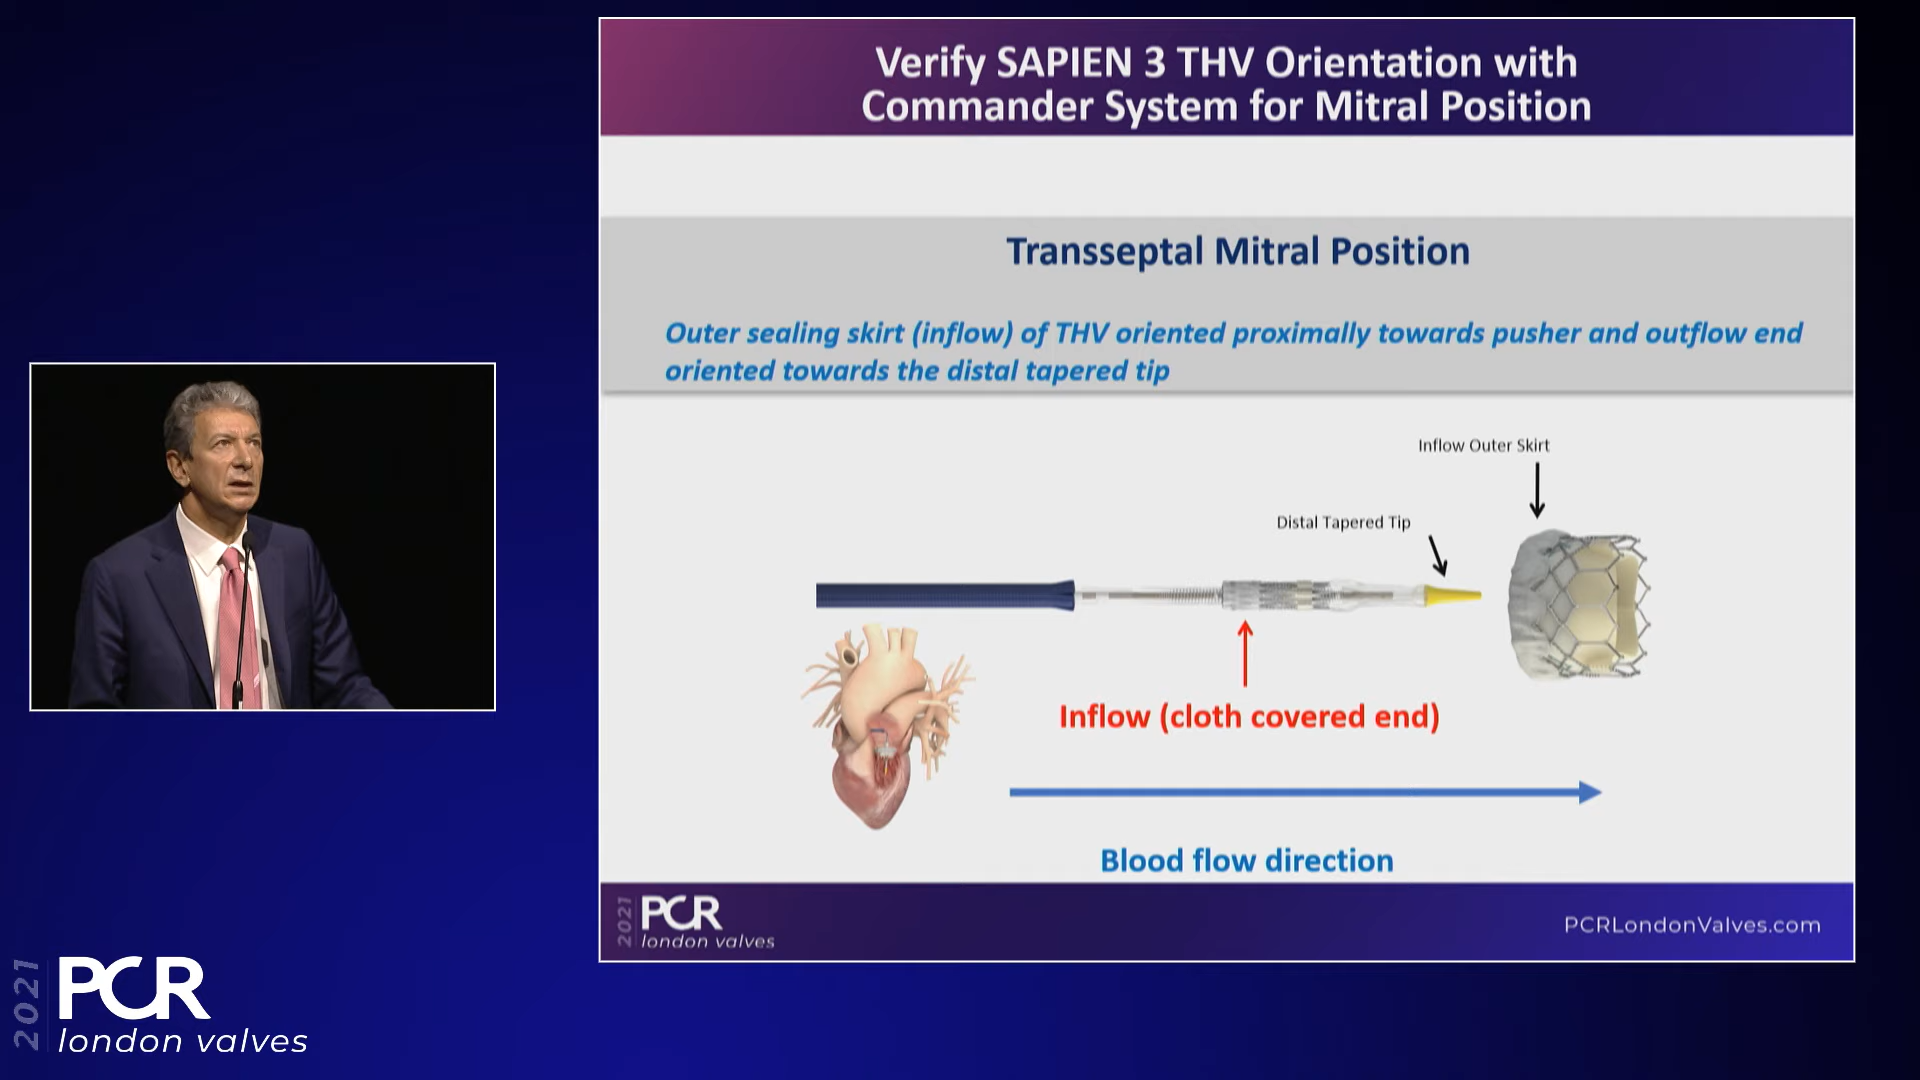 Verify SAPIEN 3 THV Orientation with
Commander System for Mitral Position
Transseptal Mitral Position
Outer sealing skirt (inflow) of THV oriented proximally towards pusher and outflow end
oriented towards the distal tapered tip
Inflow Outer Skirt
Distal Tapered Tip
Inflow (cloth covered end)
Blood flow direction
2021
PCR
london valves
PCRLondonValves.com
2021
PCR
london valves